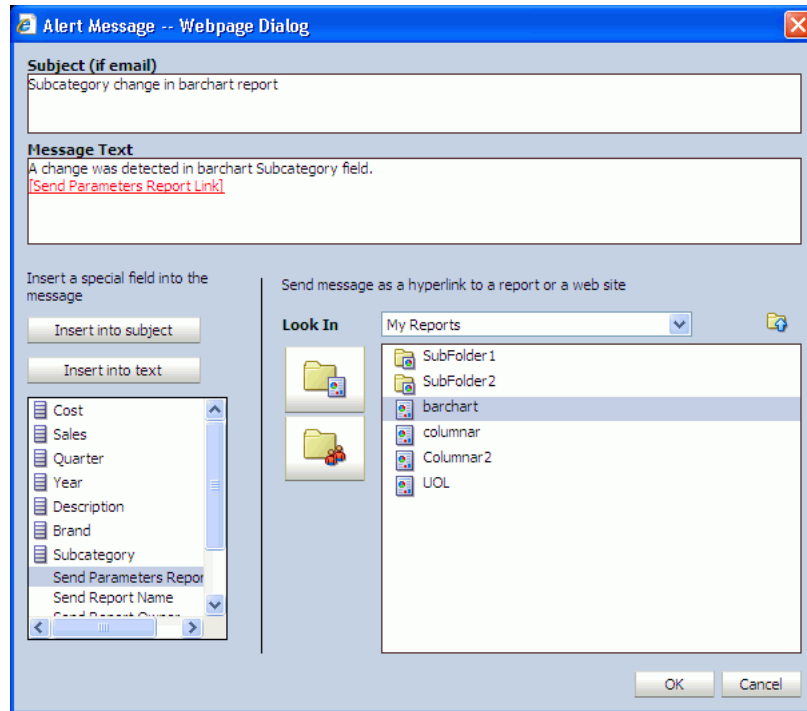 Alert Message -- Webpage Dialog
Subject (if email)
Subcategory change in barchart report
Message Text
A change was detected in barchart Subcategory field.
[Send Parameters Report Link]
Insert a special field into the
message
Insert into subject
Insert into text
Cost
Sales
Quarter
Year
Description
Brand
Subcategory
Send Parameters Repor
Send Report Name
Send Report Owner
Send message as a hyperlink to a report or a web site
Look In
My Reports
SubFolder1
SubFolder2
barchart
columnar
Columnar2
UOL
OK
Cancel